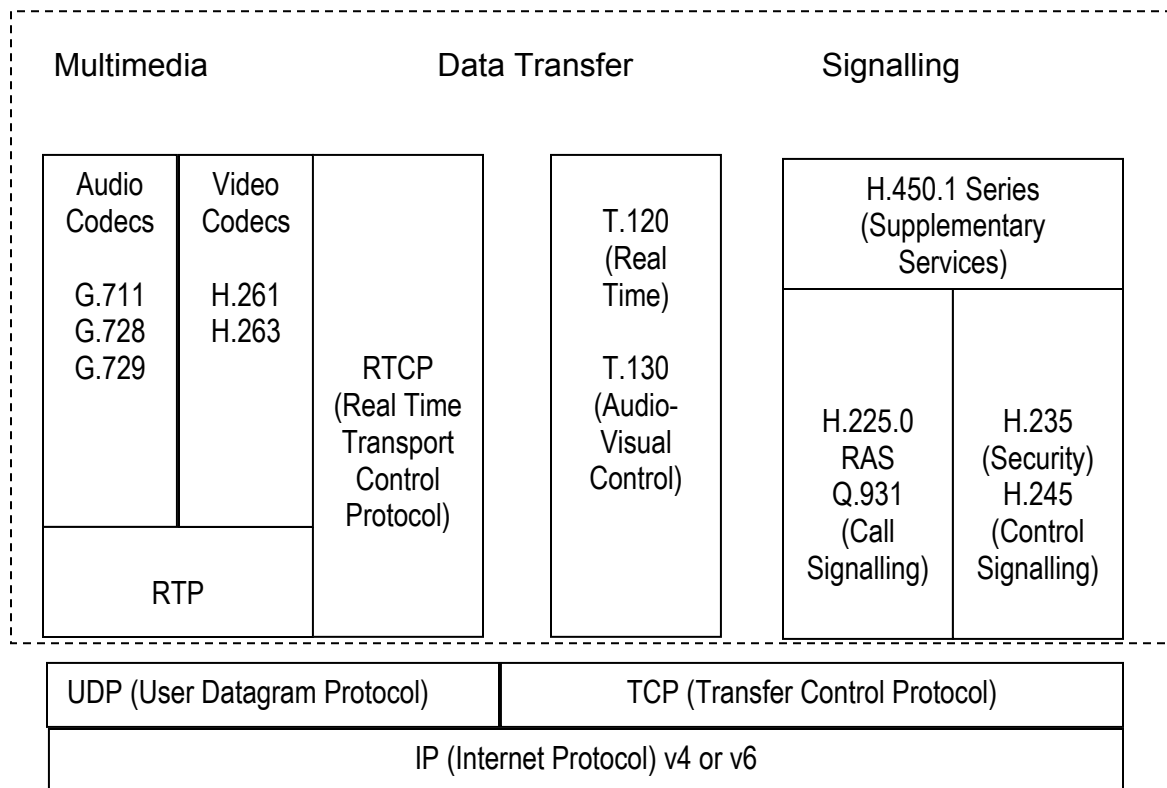 Multimedia
Data Transfer
Signalling
Audio
Codecs
G.711
G.728
G.729
Video
Codecs
H.261
H.263
RTP
RTCP
(Real Time
Transport
Control
Protocol)
T.120
(Real
Time)
T.130
(Audio-
Visual
Control)
H.450.1 Series
(Supplementary
Services)
H.225.0
RAS
Q.931
(Call
Signalling)
H.235
(Security)
H.245
(Control
Signalling)
UDP (User Datagram Protocol)
TCP (Transfer Control Protocol)
IP (Internet Protocol) v4 or v6